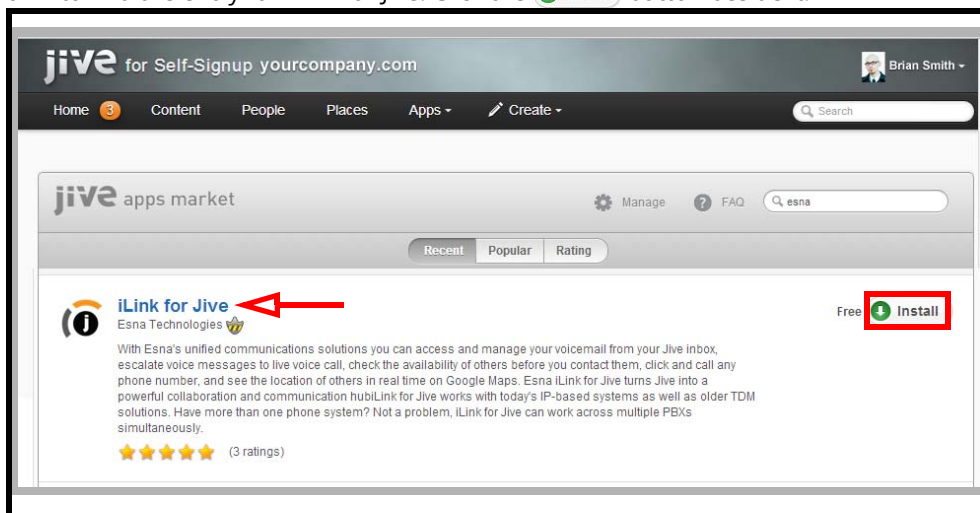 jive for Self-Signup yourcompany.com
Brian Smith
Home 3 Content People Places Apps Create
Search
jive apps market
Manage ? FAQ esna
Recent Popular Rating
iLink for Jive
Esna Technologies
Free Install
With Esna's unified communications solutions you can access and manage your voicemail from your Jive inbox,
escalate voice messages to live voice call, check the availability of others before you contact them, click and call any
phone number, and see the location of others in real time on Google Maps. Esna iLink for Jive turns Jive into a
powerful collaboration and communication hubiLink for Jive works with today's IP-based systems as well as older TDM
solutions. Have more than one phone system? Not a problem, iLink for Jive can work across multiple PBXs
simultaneously.
(3 ratings)